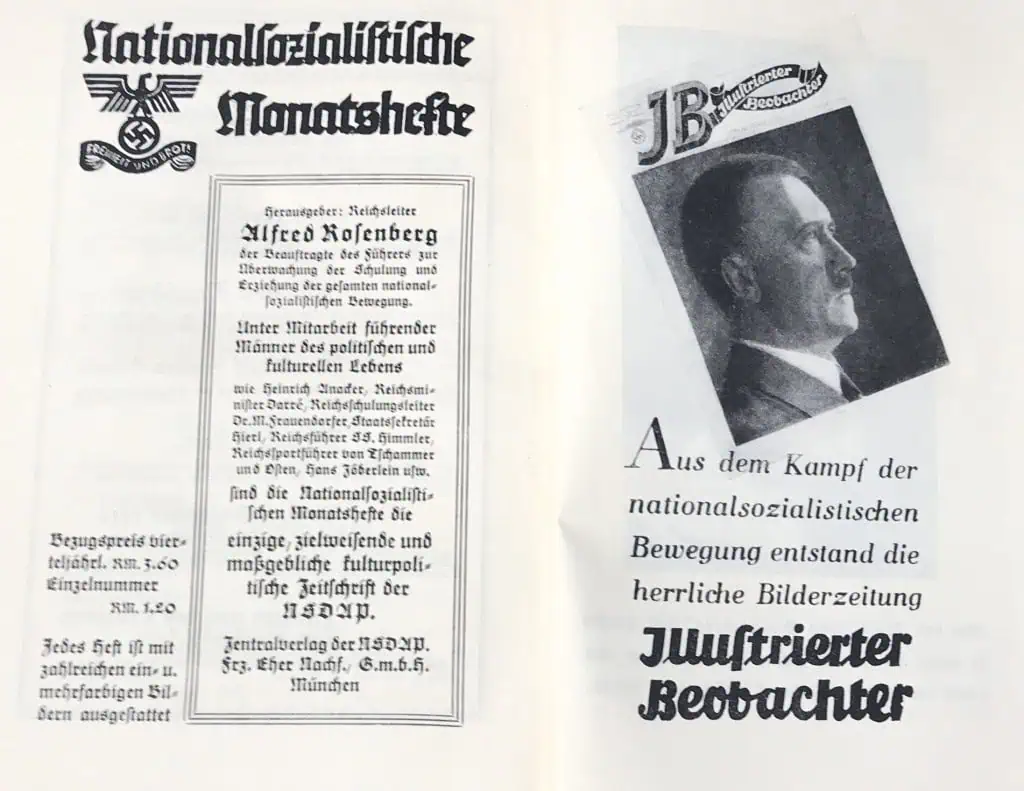 Nationalsozialistische
Monatshefte
FREIHEIT UND BROT!
Herausgeber: Reichsleiter
Alfred Rosenberg
der Beauftragte des Führers zur
Überwachung der Schulung und
Erziehung der gesamten national-
sozialistischen Bewegung.
Unter Mitarbeit führender
Männer des politischen und
kulturellen Lebens
wie Heinrich Anacker, Reichsmi-
nister Darré, Reichsschulungsleiter
Dr. M. Frauendorfer, Staatssekretär
Hierl, Reichsführer SS. Himmler,
Reichssportführer von Tschammer
und Osten, Hans Zöberlein usw.
sind die Nationalsozialisti-
schen Monatshefte die
einzige, zielweisende und
maßgebliche kulturpoli-
tische Zeitschrift der
NSDAP.
Zentralverlag der NSDAP.
Frz. Eher Nachf., G.m.b.H.
München
Bezugspreis vier-
teljährl. RM. 3.60
Einzelnummer
RM. 1.20
Jedes Heft ist mit
zahlreichen ein- u.
mehrfarbigen Bil-
dern ausgestattet
JB
Illustrierter
Beobachter
Aus dem Kampf der
nationalsozialistischen
Bewegung entstand die
herrliche Bilderzeitung
Illustrierter
Beobachter